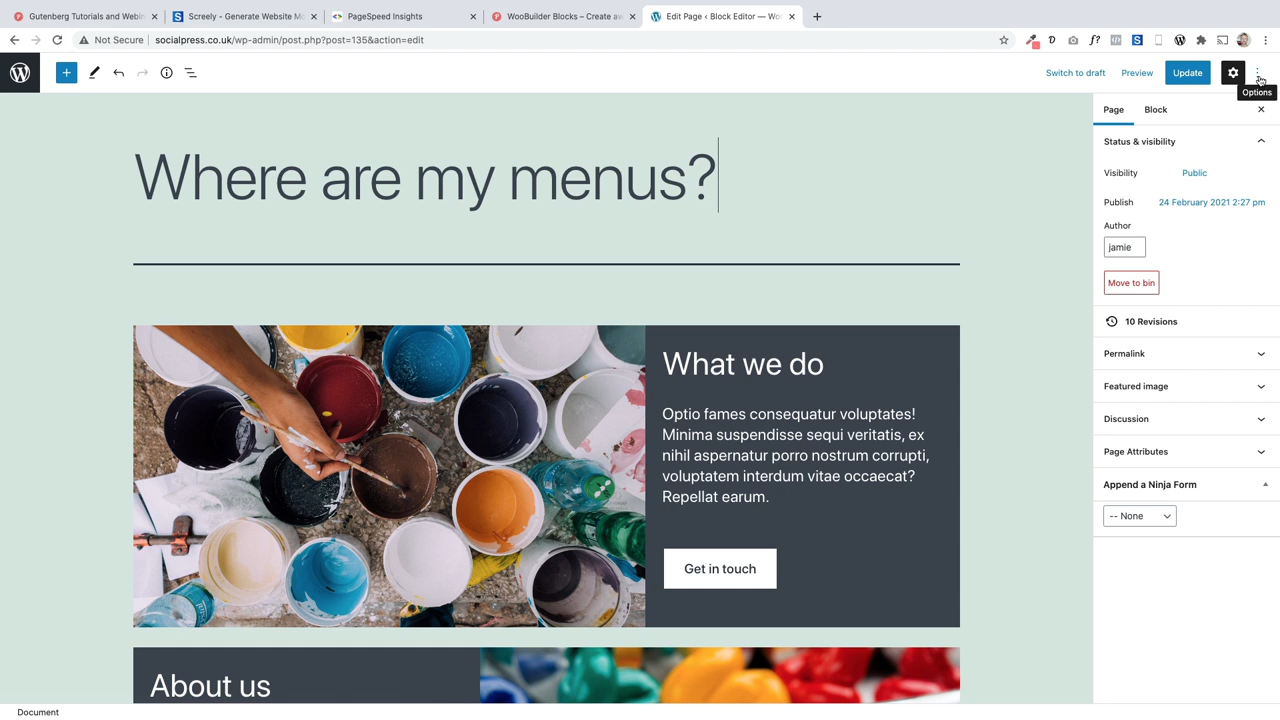 Gutenberg Tutorials and Webin
Screely - Generate Website Mo
PageSpeed Insights
WooBuilder Blocks – Create aw
Edit Page ‹ Block Editor — Wor
Not Secure
socialpress.co.uk/wp-admin/post.php?post=135&action=edit
Switch to draft
Preview
Update
Options
Page
Block
Where are my menus?
Status & visibility
Visibility
Public
Publish
24 February 2021 2:27 pm
Author
jamie
Move to bin
10 Revisions
Permalink
Featured image
Discussion
Page Attributes
Append a Ninja Form
-- None
What we do
Optio fames consequatur voluptates!
Minima suspendisse sequi veritatis, ex
nihil aspernatur porro nostrum corrupti,
voluptatem interdum vitae occaecat?
Repellat earum.
Get in touch
About us
Document